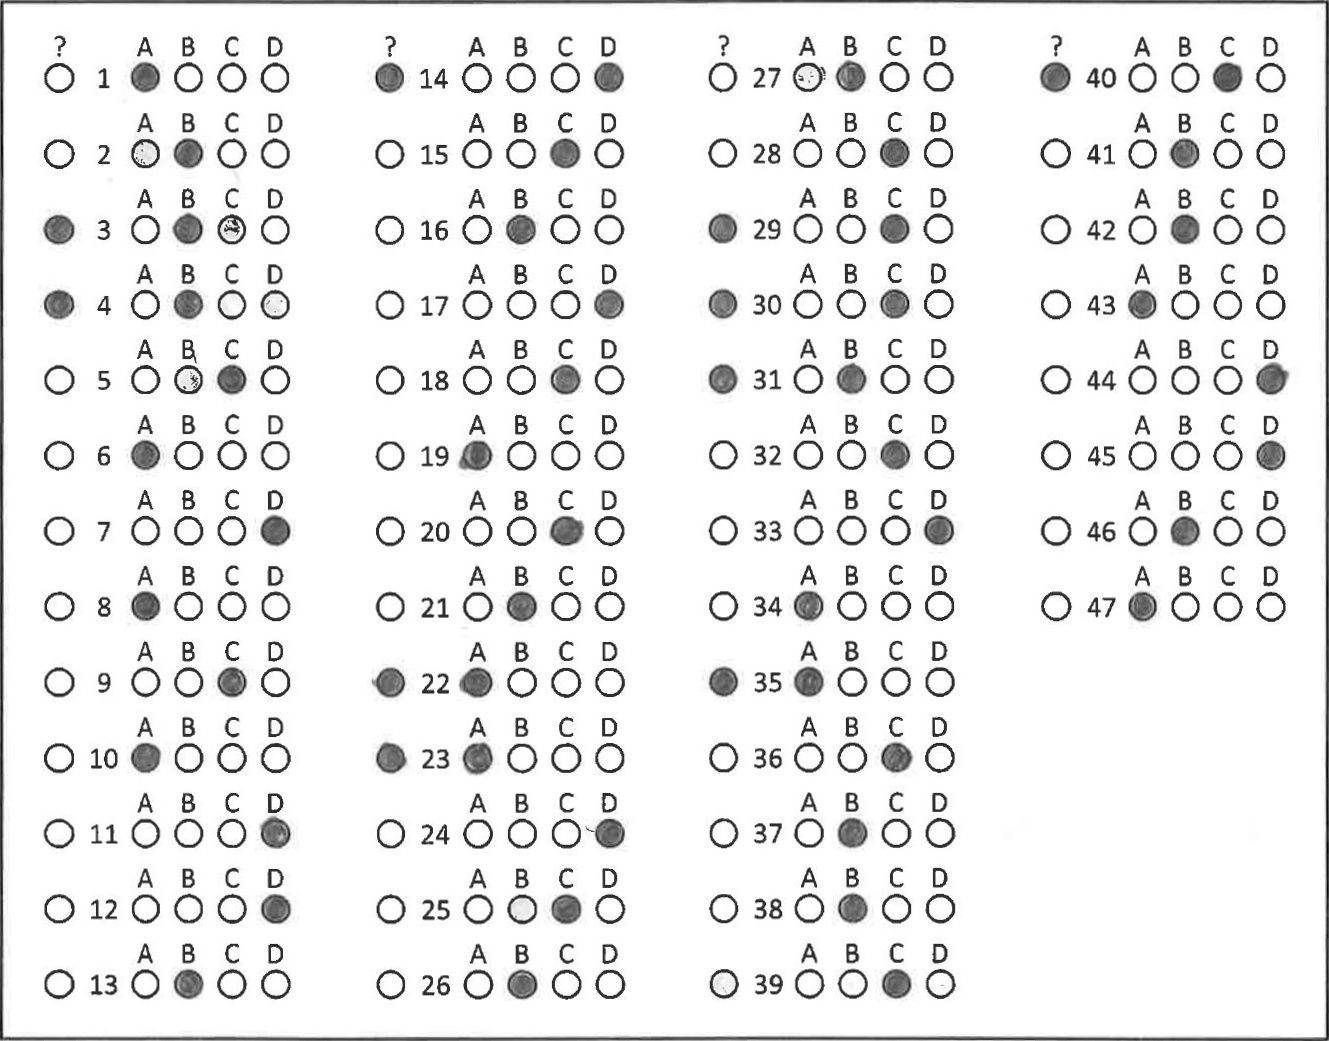 ? A B C D
1
A B C D
2
A B C D
3
A B C D
4
A B C D
5
A B C D
6
A B C D
7
A B C D
8
A B C D
9
A B C D
10
A B C D
11
A B C D
12
A B C D
13
? A B C D
14
A B C D
15
A B C D
16
A B C D
17
A B C D
18
A B C D
19
A B C D
20
A B C D
21
A B C D
22
A B C D
23
A B C D
24
A B C D
25
A B C D
26
? A B C D
27
A B C D
28
A B C D
29
A B C D
30
A B C D
31
A B C D
32
A B C D
33
A B C D
34
A B C D
35
A B C D
36
A B C D
37
A B C D
38
A B C D
39
? A B C D
40
A B C D
41
A B C D
42
A B C D
43
A B C D
44
A B C D
45
A B C D
46
A B C D
47